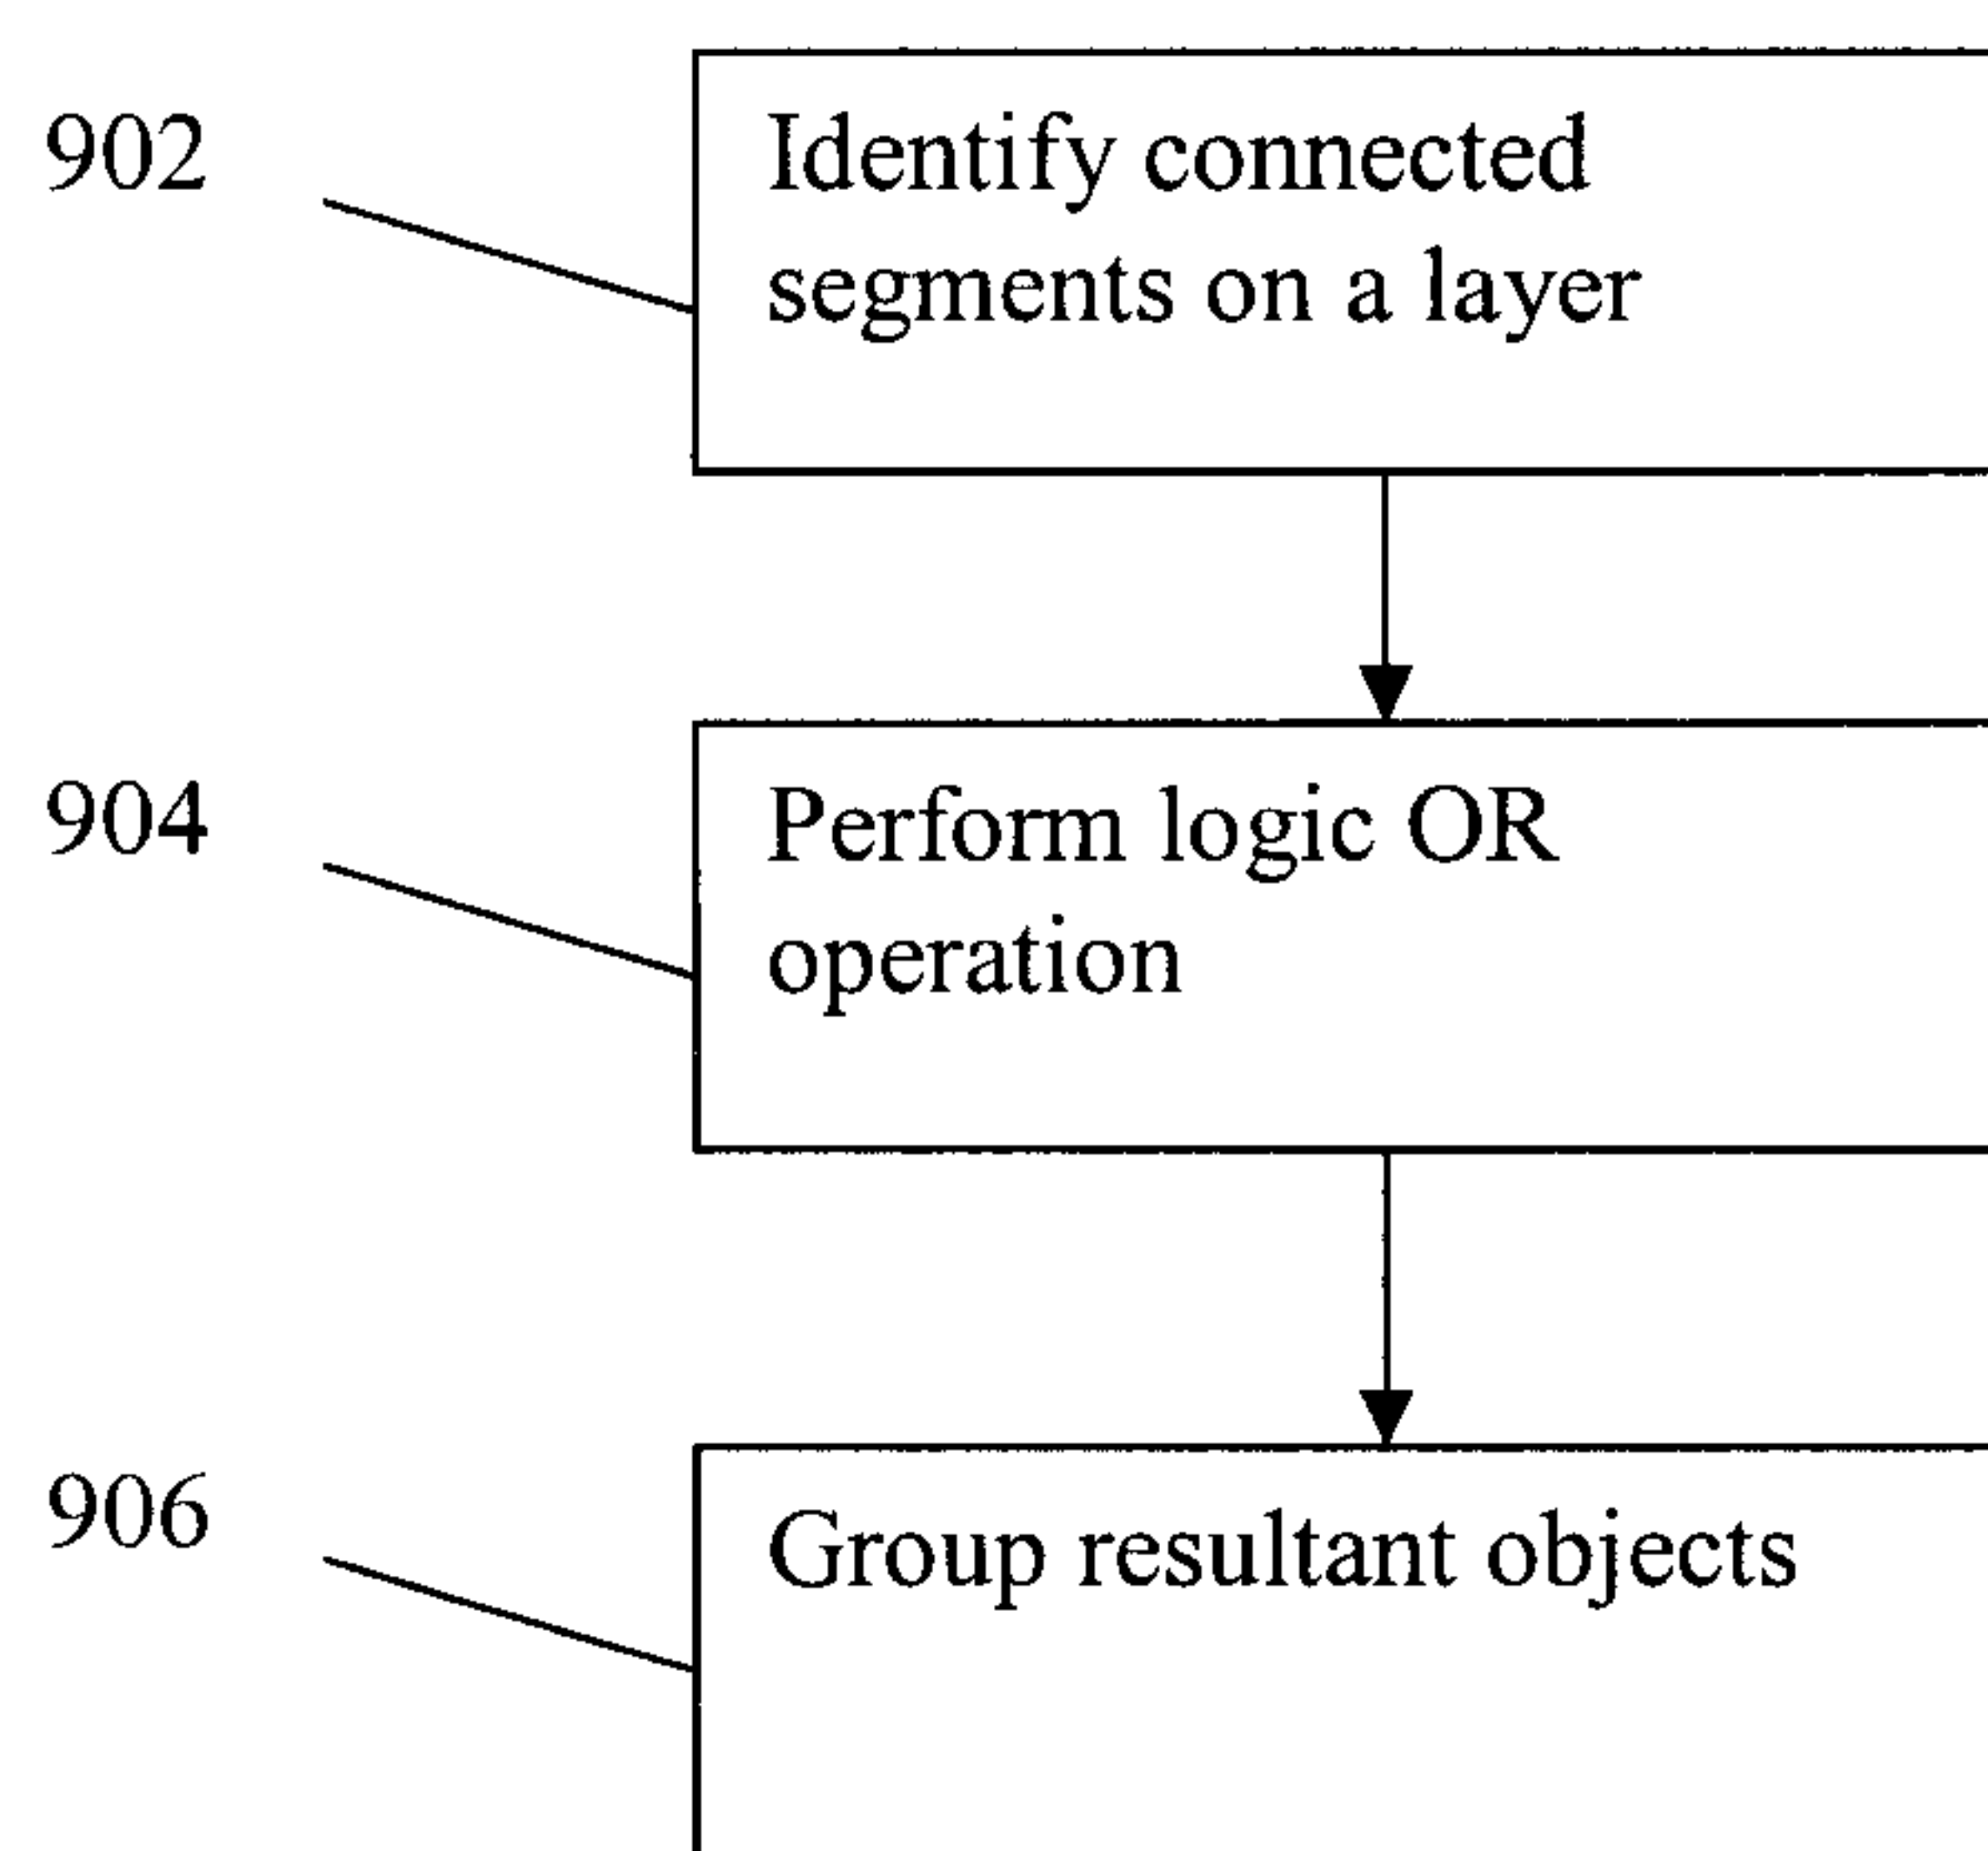 902
Identify connected
segments on a layer
904
Perform logic OR
operation
906
Group resultant objects